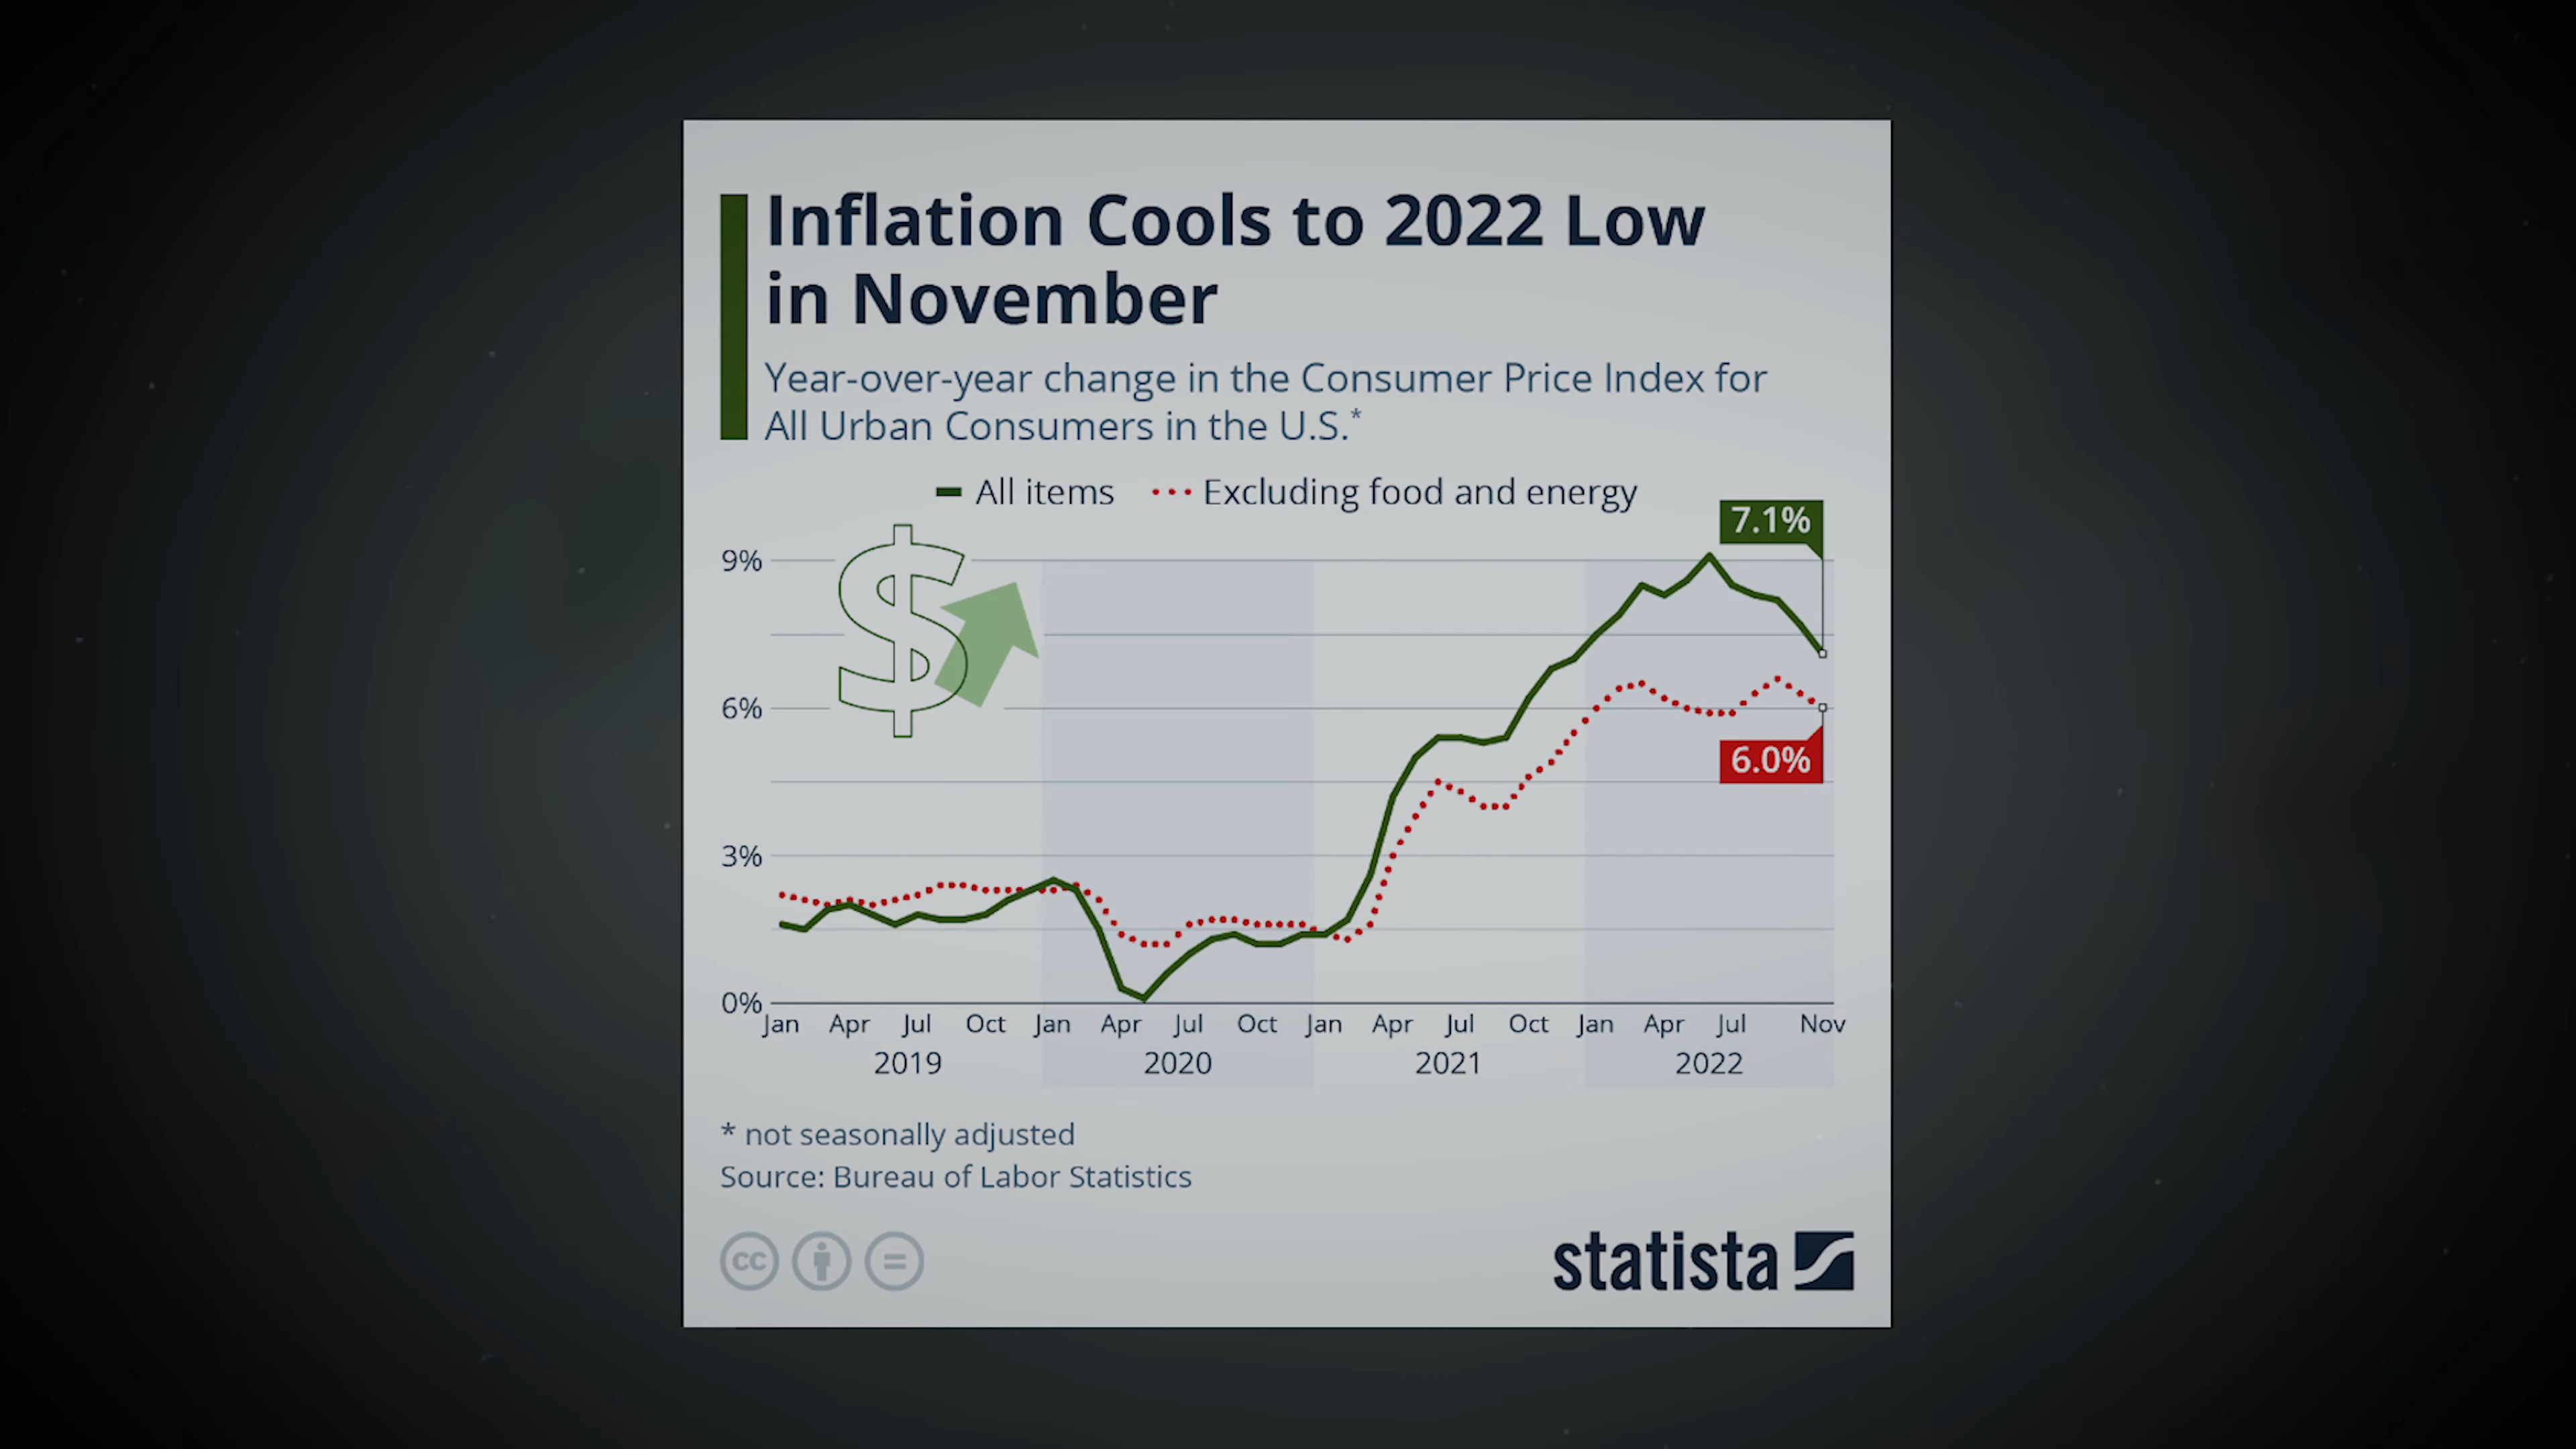 Inflation Cools to 2022 Low
in November
Year-over-year change in the Consumer Price Index for
All Urban Consumers in the U.S.*
All items Excluding food and energy
7.1%
9%
6%
6.0%
3%
0%
Jan Apr Jul Oct Jan Apr Jul Oct Jan Apr Jul Oct Jan Apr Jul Nov
2019 2020 2021 2022
* not seasonally adjusted
Source: Bureau of Labor Statistics
cc
statista